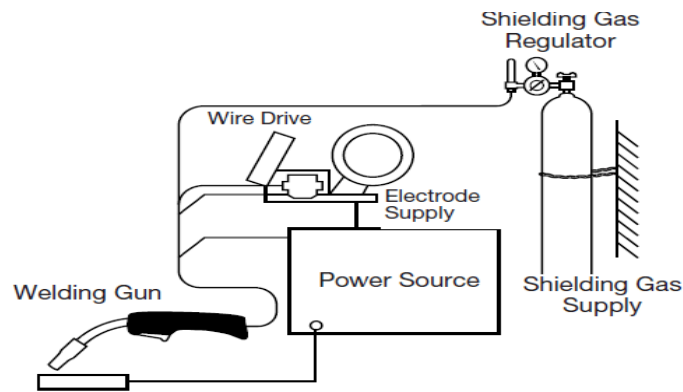 Shielding Gas
Regulator
Wire Drive
Electrode
Supply
Power Source
Shielding Gas
Supply
Welding Gun